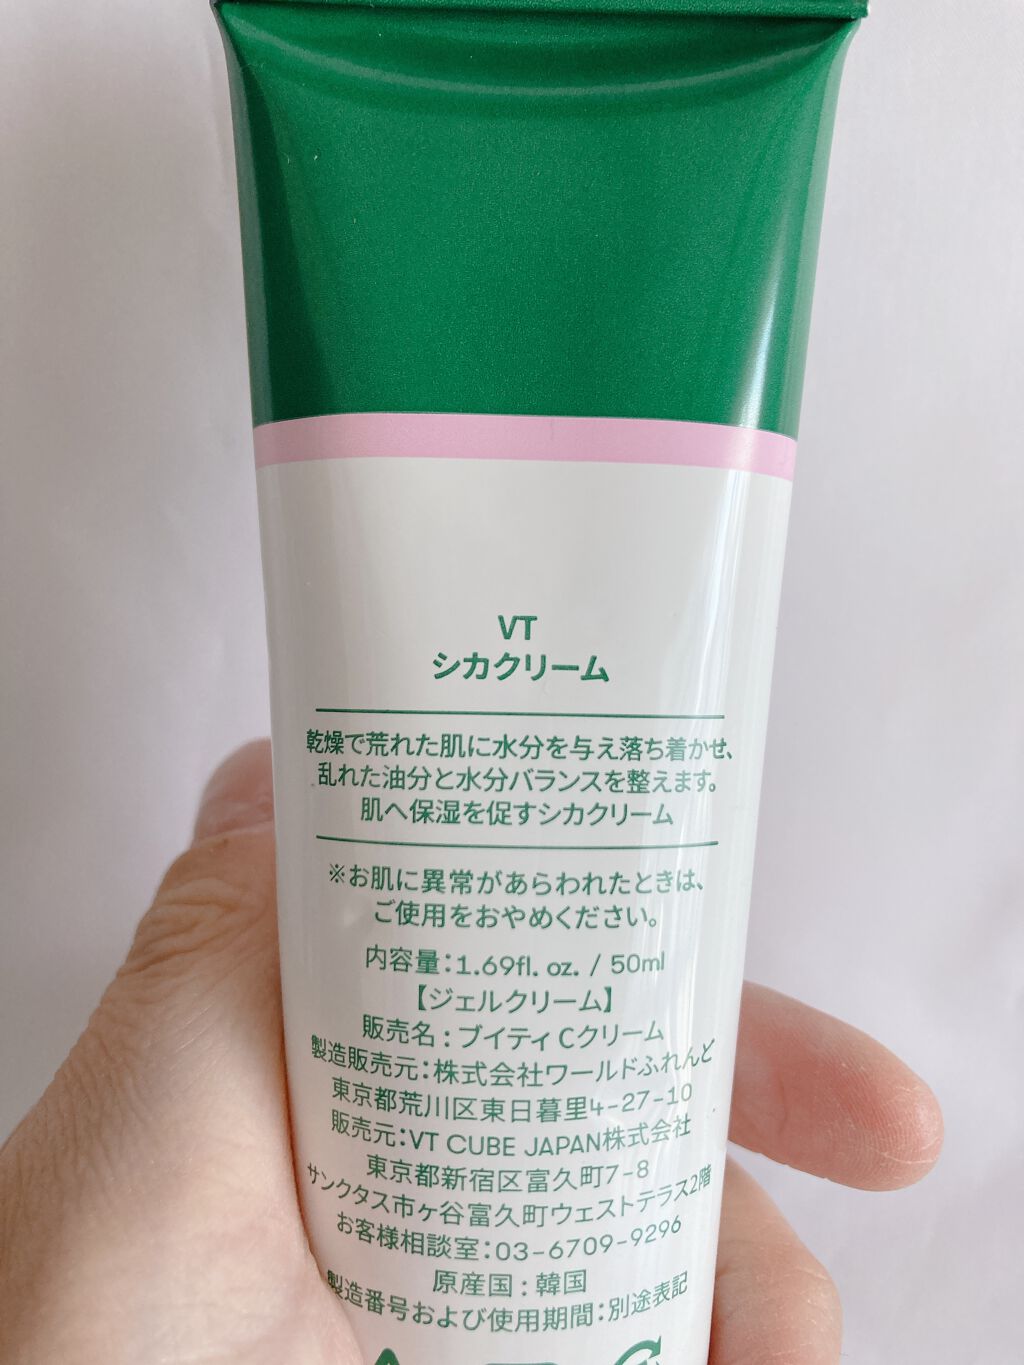 VT
シカクリーム
乾燥で荒れた肌に水分を与え落ち着かせ、
乱れた油分と水分バランスを整えます。
肌へ保湿を促すシカクリーム
※お肌に異常があらわれたときは、
ご使用をおやめください。
内容量:1.69fl. oz. / 50ml
【ジェルクリーム】
販売名:ブイティ Cクリーム
製造販売元:株式会社ワールドふれんど
東京都荒川区東日暮里4-27-10
販売元:VT CUBE JAPAN株式会社
東京都新宿区富久町7-8
サンクタス市ヶ谷富久町ウェストテラス2階
お客様相談室:03-6709-9296
原産国:韓国
製造番号および使用期間:別途表記